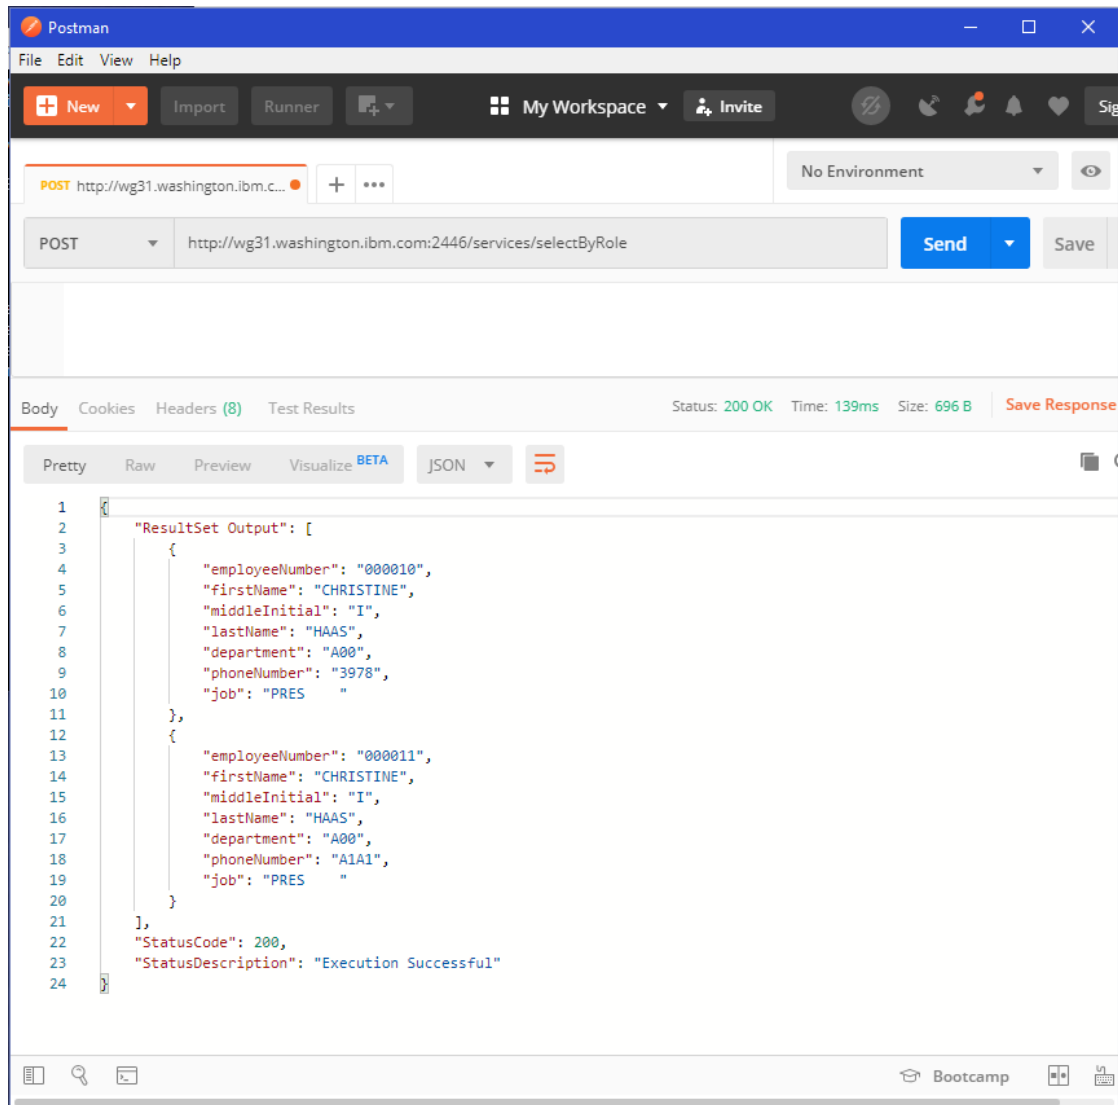 Postman
File Edit View Help
New Import Runner My Workspace Invite
POST http://wg31.washington.ibm.c... No Environment
POST http://wg31.washington.ibm.com:2446/services/selectByRole Send Save
Body Cookies Headers (8) Test Results Status: 200 OK Time: 139ms Size: 696 B Save Response
Pretty Raw Preview Visualize BETA JSON
1 {
2 "ResultSet Output": [
3 {
4 "employeeNumber": "000010",
5 "firstName": "CHRISTINE",
6 "middleInitial": "I",
7 "lastName": "HAAS",
8 "department": "A00",
9 "phoneNumber": "3978",
10 "job": "PRES    "
11 },
12 {
13 "employeeNumber": "000011",
14 "firstName": "CHRISTINE",
15 "middleInitial": "I",
16 "lastName": "HAAS",
17 "department": "A00",
18 "phoneNumber": "A1A1",
19 "job": "PRES    "
20 }
21 ],
22 "StatusCode": 200,
23 "StatusDescription": "Execution Successful"
24 }
Bootcamp